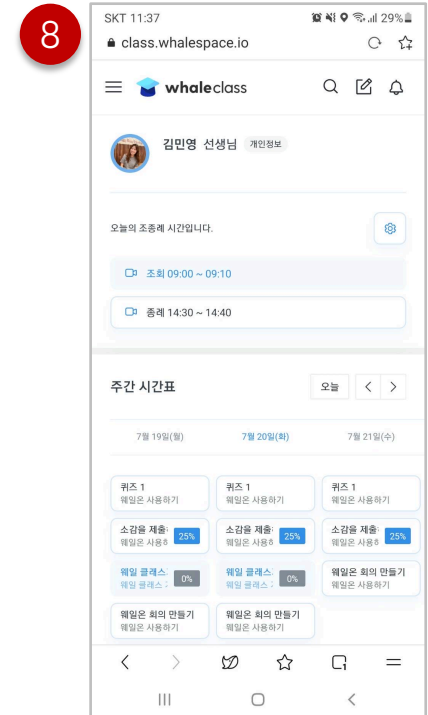 8
SKT 11:37 29%
class.whalespace.io
whaleclass
김민영 선생님 개인정보
오늘의 조종례 시간입니다.
조회 09:00 ~ 09:10
종례 14:30 ~ 14:40
주간 시간표 오늘
7월 19일(월) 7월 20일(화) 7월 21일(수)
퀴즈 1 퀴즈 1 퀴즈 1
웨일온 사용하기 웨일온 사용하기 웨일온 사용하기
소감을 제출 25% 소감을 제출 25% 소감을 제출 25%
웨일온 사용 웨일온 사용 웨일온 사용
웨일 클래스 0% 웨일 클래스 0% 웨일온 회의 만들기
웨일 클래스 웨일 클래스 웨일온 사용하기
웨일온 회의 만들기 웨일온 회의 만들기
웨일온 사용하기 웨일온 사용하기
1